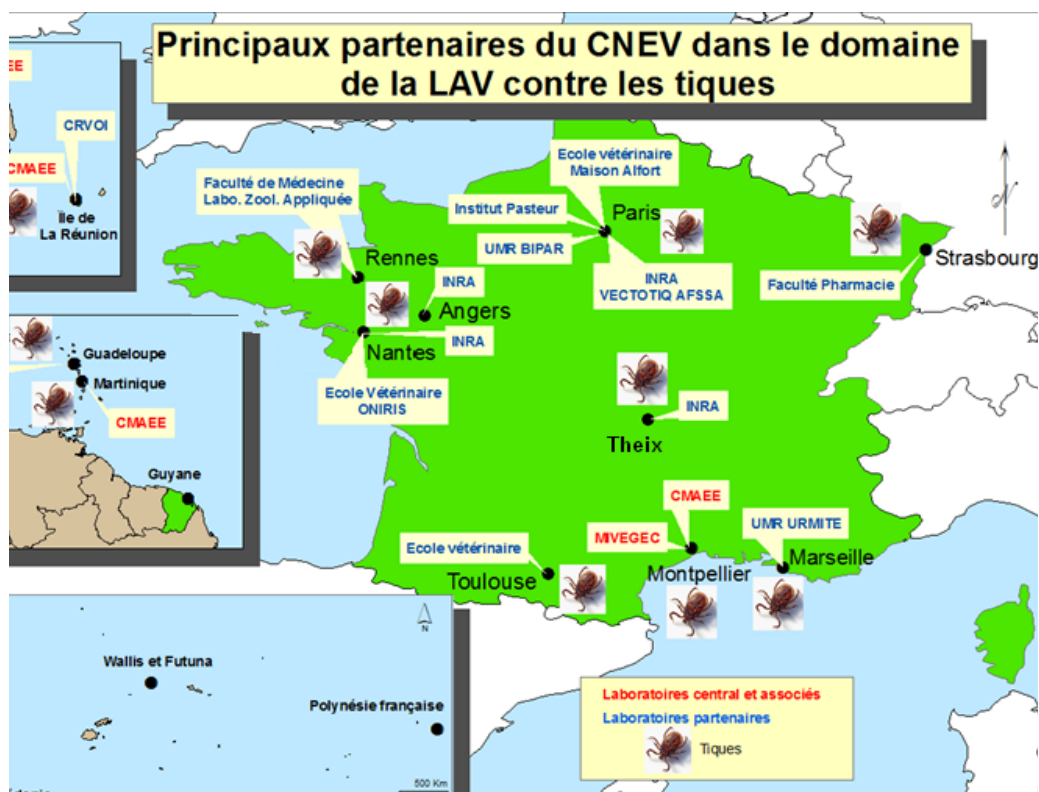 Principaux partenaires du CNEV dans le domaine
de la LAV contre les tiques
CRVOI
CMAEE
Île de
La Réunion
Guadeloupe
Martinique
CMAEE
Guyane
Faculté de Médecine
Labo. Zool. Appliquée
Rennes
INRA
Angers
Nantes
INRA
Ecole Vétérinaire
ONIRIS
Ecole vétérinaire
Maison Alfort
Institut Pasteur
Paris
UMR BIPAR
INRA
VECTOTIQ AFSSA
Strasbourg
Faculté Pharmacie
INRA
Theix
CMAEE
MIVEGEC
UMR URMITE
Marseille
Montpellier
Ecole vétérinaire
Toulouse
N
Wallis et Futuna
Polynésie française
500 Km
Laboratoires central et associés
Laboratoires partenaires
Tiques